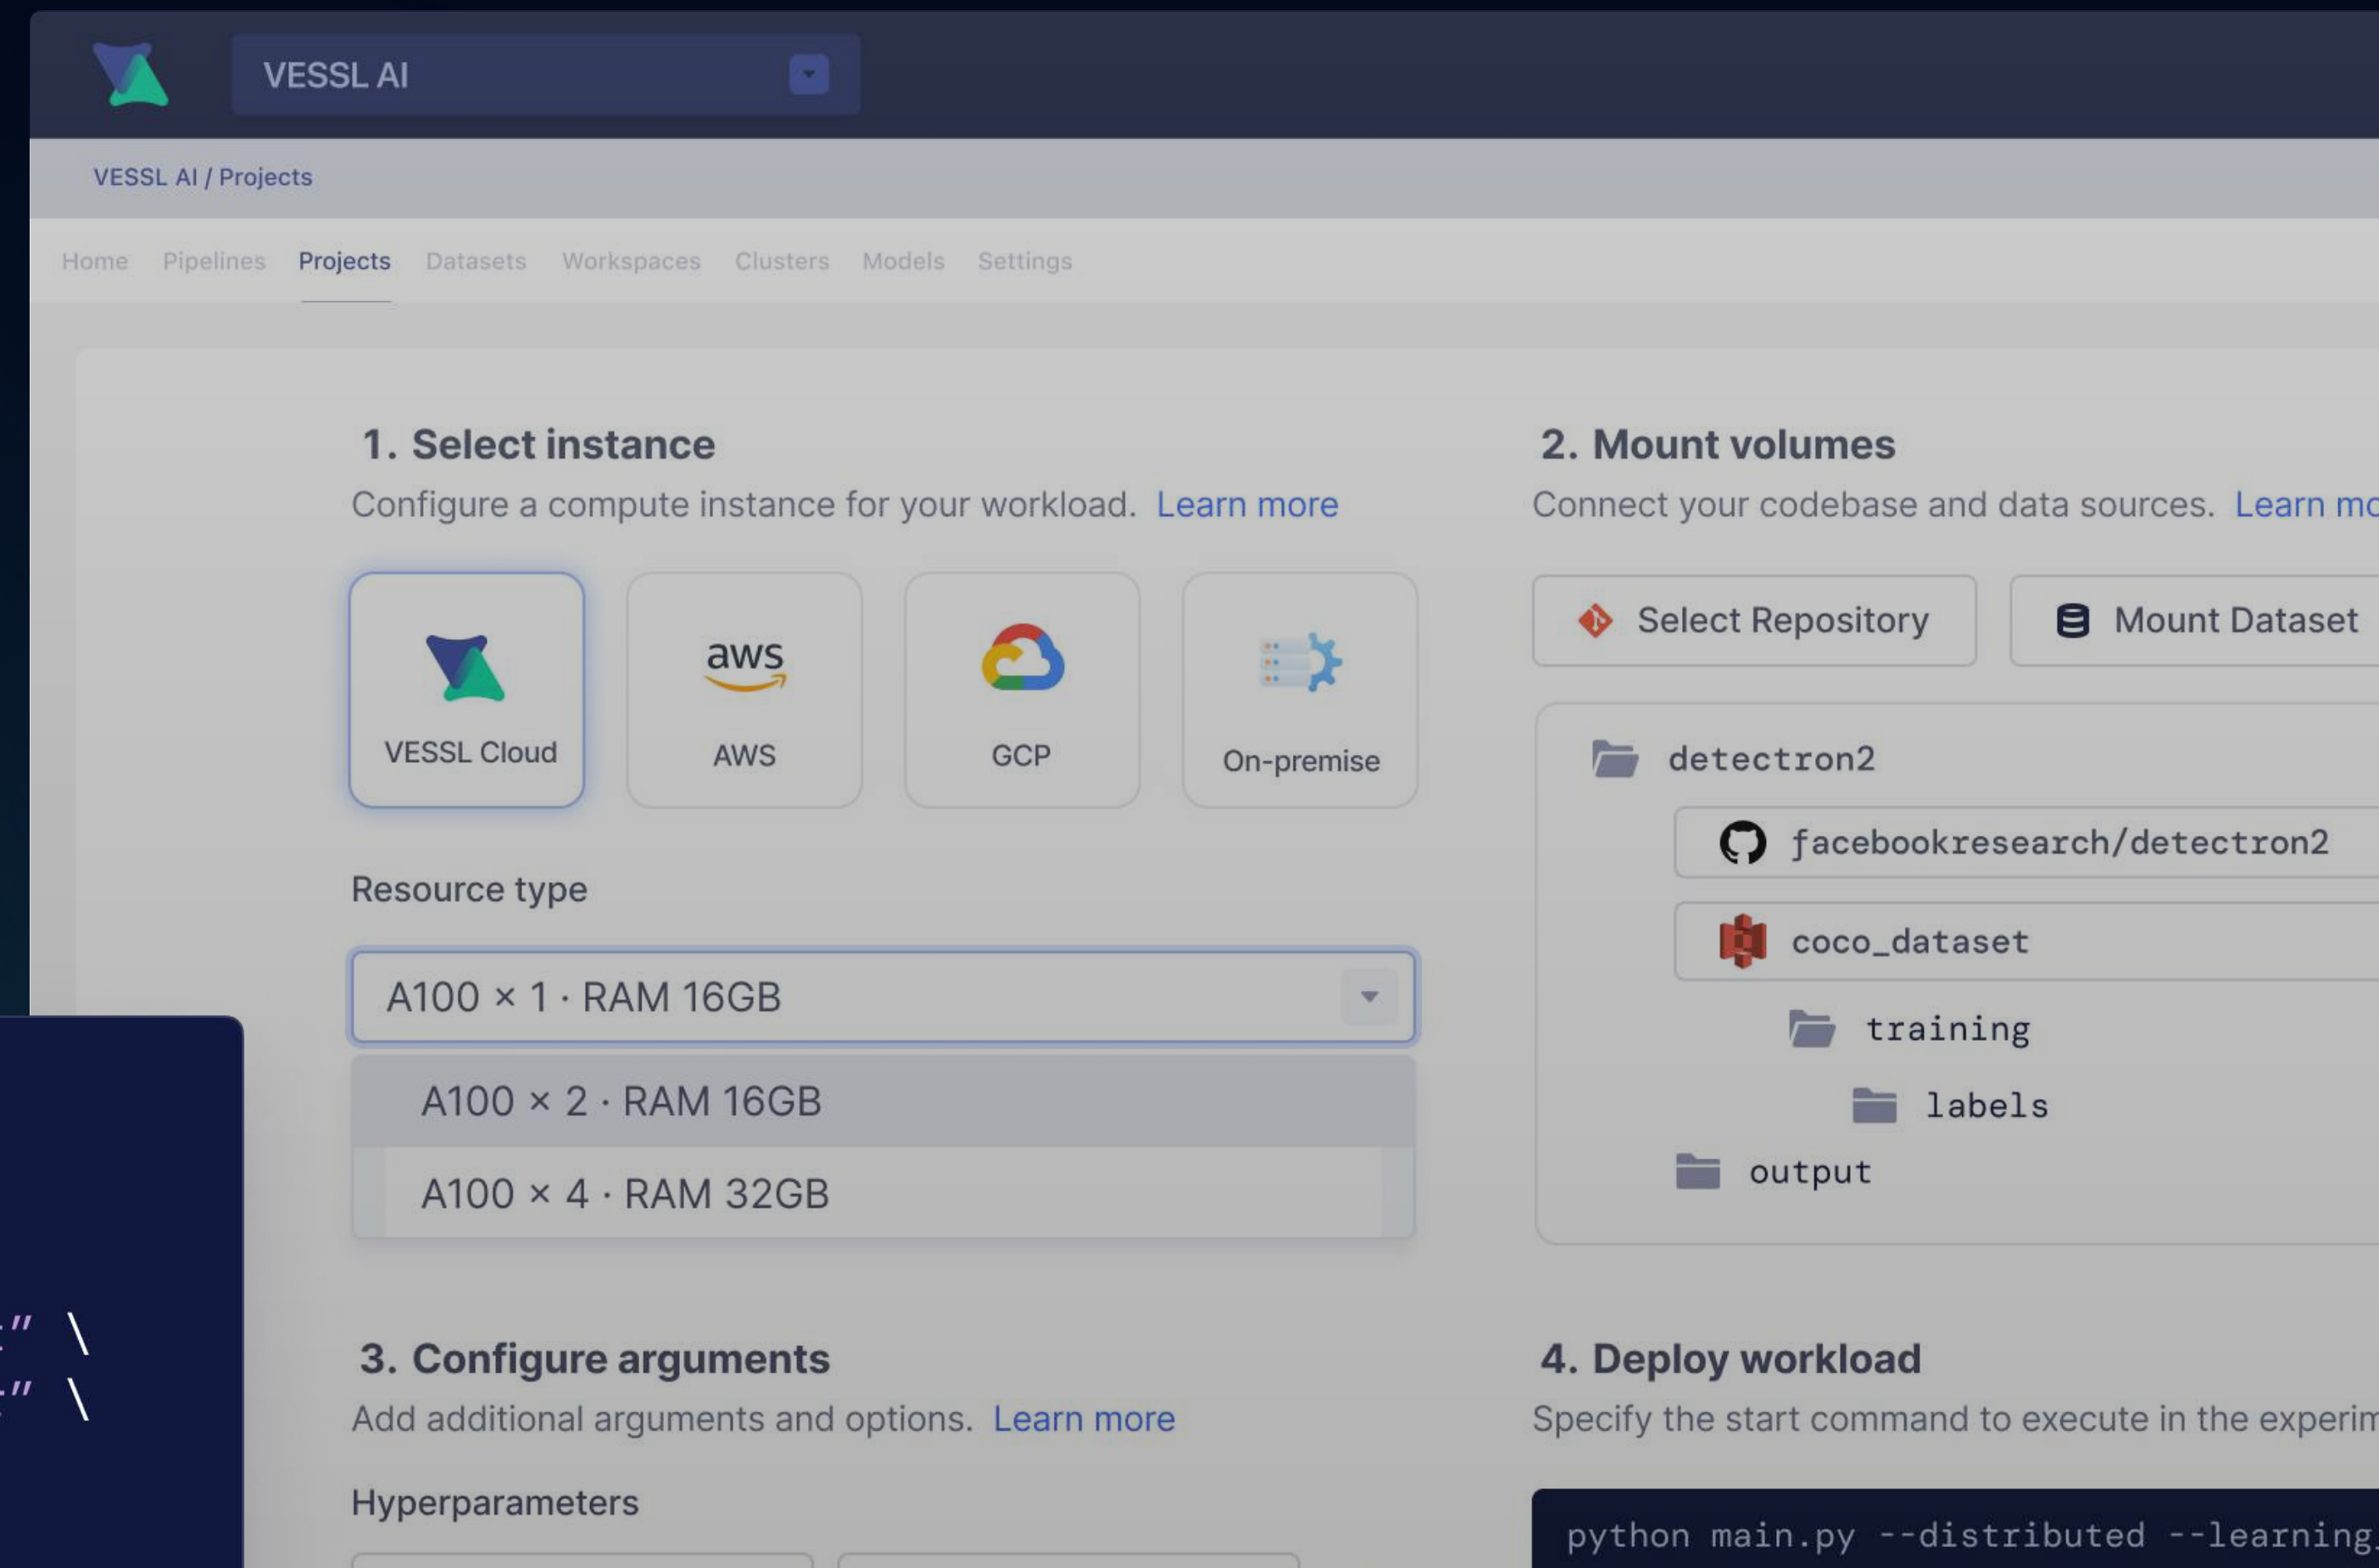 VESSL AI
VESSL AI / Projects
Home Pipelines Projects Datasets Workspaces Clusters Models Settings
1. Select instance
Configure a compute instance for your workload. Learn more
VESSL Cloud
aws
AWS
GCP
On-premise
Resource type
A100 × 1 · RAM 16GB
A100 × 2 · RAM 16GB
A100 × 4 · RAM 32GB
2. Mount volumes
Connect your codebase and data sources. Learn
Select Repository
Mount Dataset
detectron2
facebookresearch/detectron2
coco_dataset
training
labels
output
" \
" \
3. Configure arguments
Add additional arguments and options. Learn more
Hyperparameters
4. Deploy workload
Specify the start command to execute in the
python main.py --distributed --learning